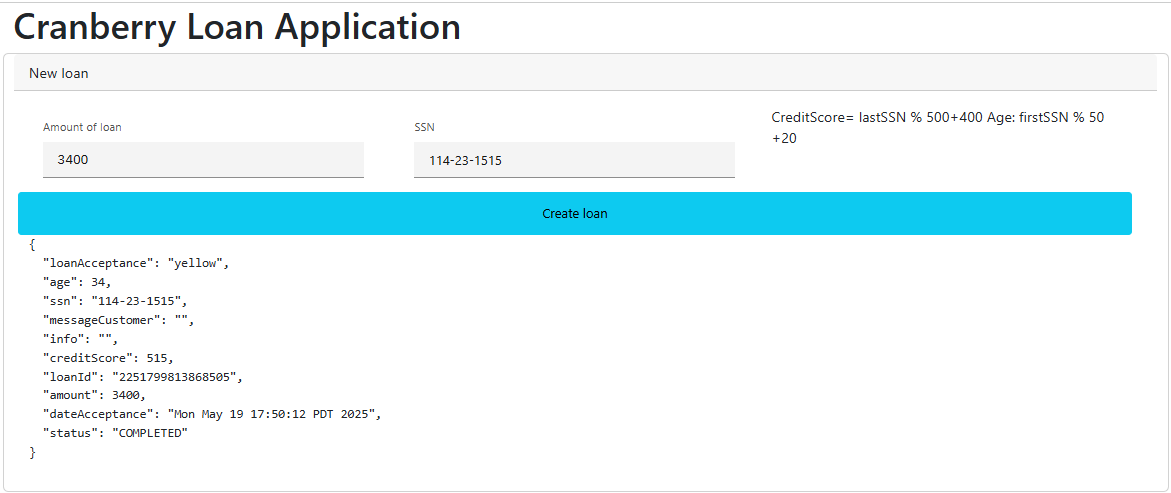 Cranberry Loan Application
New loan
Amount of loan
3400
SSN
114-23-1515
CreditScore= lastSSN % 500+400 Age: firstSSN % 50
+20
Create loan
{
  "loanAcceptance": "yellow",
  "age": 34,
  "ssn": "114-23-1515",
  "messageCustomer": "",
  "info": "",
  "creditScore": 515,
  "loanId": "2251799813868505",
  "amount": 3400,
  "dateAcceptance": "Mon May 19 17:50:12 PDT 2025",
  "status": "COMPLETED"
}